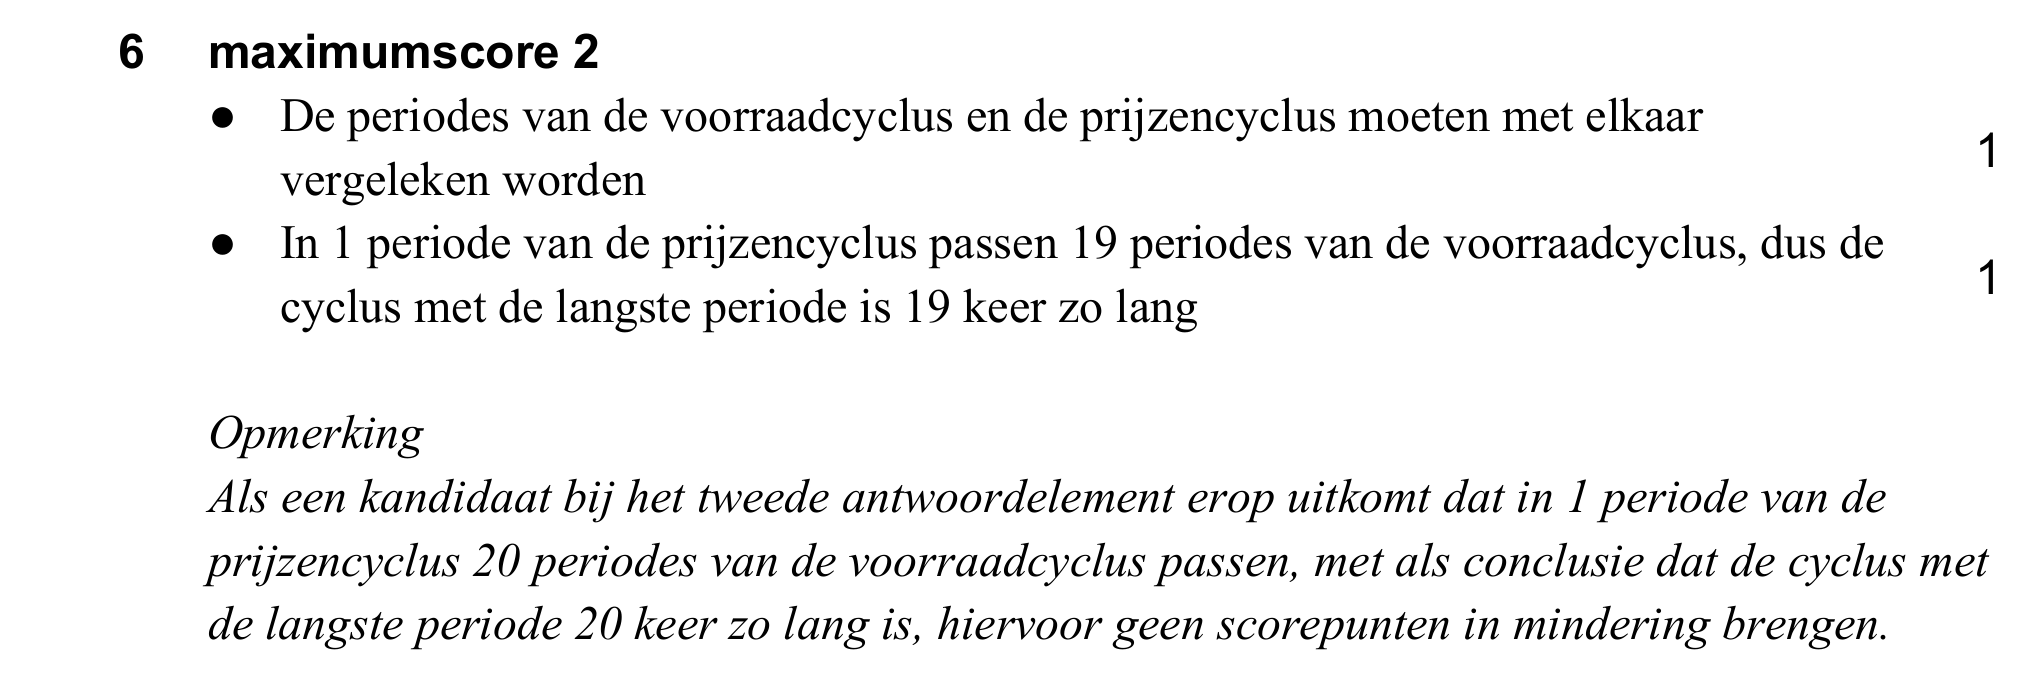 6 maximumscore 2
● De periodes van de voorraadcyclus en de prijzencyclus moeten met elkaar
vergeleken worden 1
● In 1 periode van de prijzencyclus passen 19 periodes van de voorraadcyclus, dus de
cyclus met de langste periode is 19 keer zo lang 1
Opmerking
Als een kandidaat bij het tweede antwoordelement erop uitkomt dat in 1 periode van de
prijzencyclus 20 periodes van de voorraadcyclus passen, met als conclusie dat de cyclus met
de langste periode 20 keer zo lang is, hiervoor geen scorepunten in mindering brengen.